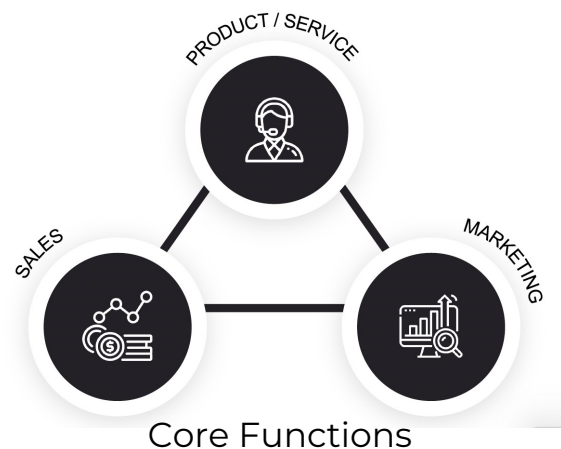 PRODUCT / SERVICE
SALES
MARKETING
$
Core Functions